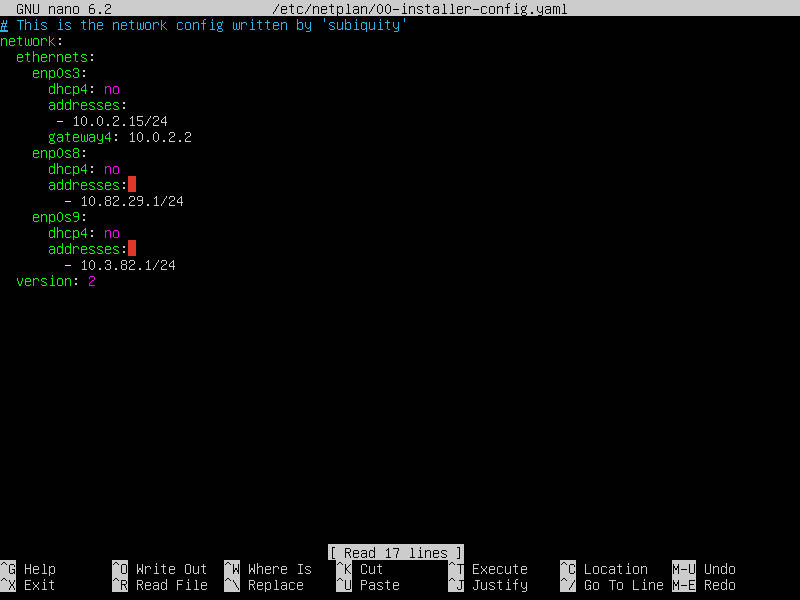 GNU nano 6.2 /etc/netplan/00-installer-config.yaml
# This is the network config written by 'subiquity'
network:
  ethernets:
    enp0s3:
      dhcp4: no
      addresses:
       - 10.0.2.15/24
      gateway4: 10.0.2.2
    enp0s8:
      dhcp4: no
      addresses:
        - 10.82.29.1/24
    enp0s9:
      dhcp4: no
      addresses:
        - 10.3.82.1/24
  version: 2
[ Read 17 lines ]
^G Help ^O Write Out ^W Where Is ^K Cut ^T Execute ^C Location M-U Undo
^X Exit ^R Read File ^\ Replace ^U Paste ^J Justify ^/ Go To Line M-E Redo